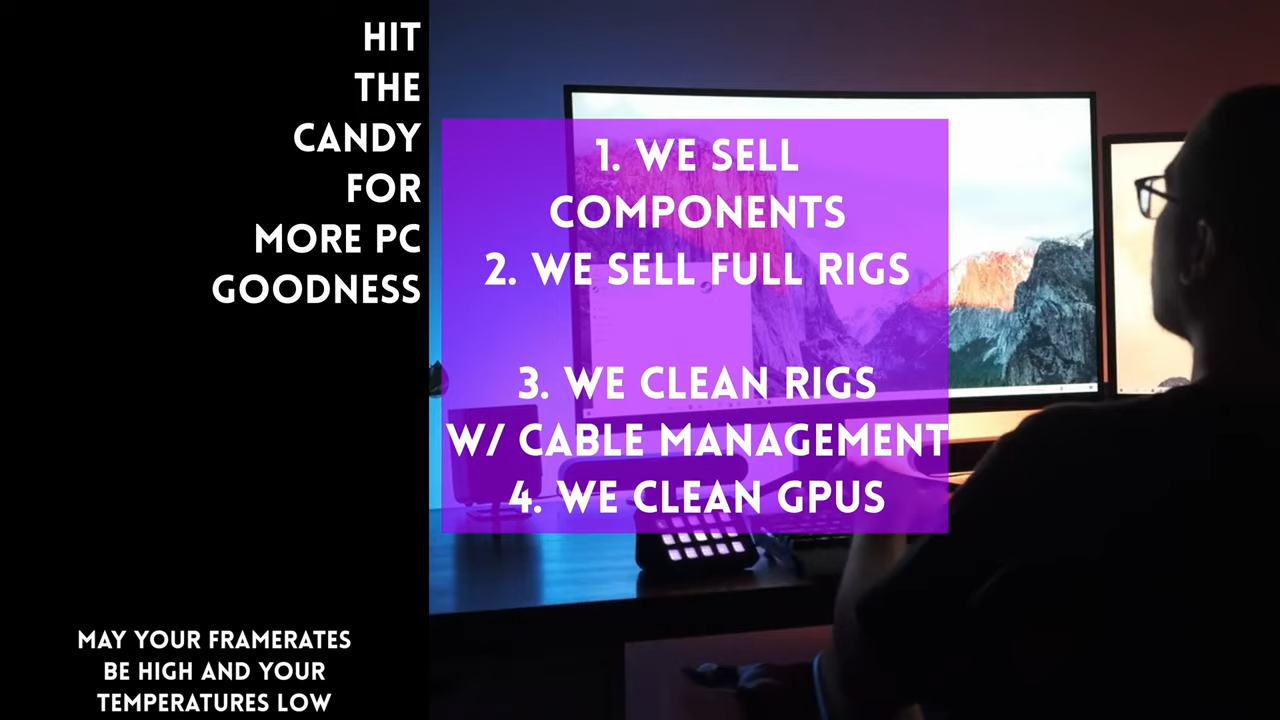 HIT
THE
CANDY
FOR
MORE PC
GOODNESS
1. WE SELL
COMPONENTS
2. WE SELL FULL RIGS
3. WE CLEAN RIGS
W/ CABLE MANAGEMENT
4. WE CLEAN GPUS
MAY YOUR FRAMERATES
BE HIGH AND YOUR
TEMPERATURES LOW